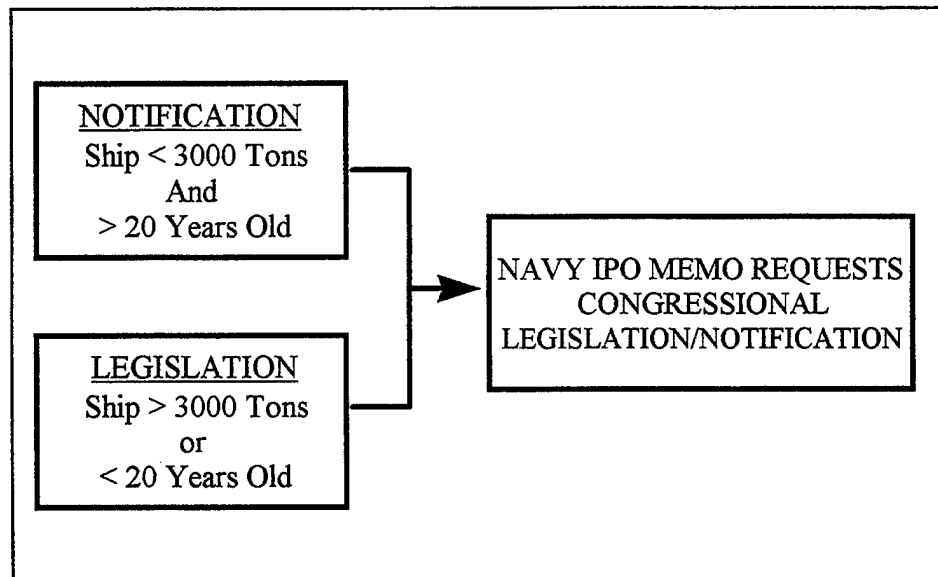 NOTIFICATION
Ship < 3000 Tons
And
> 20 Years Old
LEGISLATION
Ship > 3000 Tons
or
< 20 Years Old
NAVY IPO MEMO REQUESTS
CONGRESSIONAL
LEGISLATION/NOTIFICATION